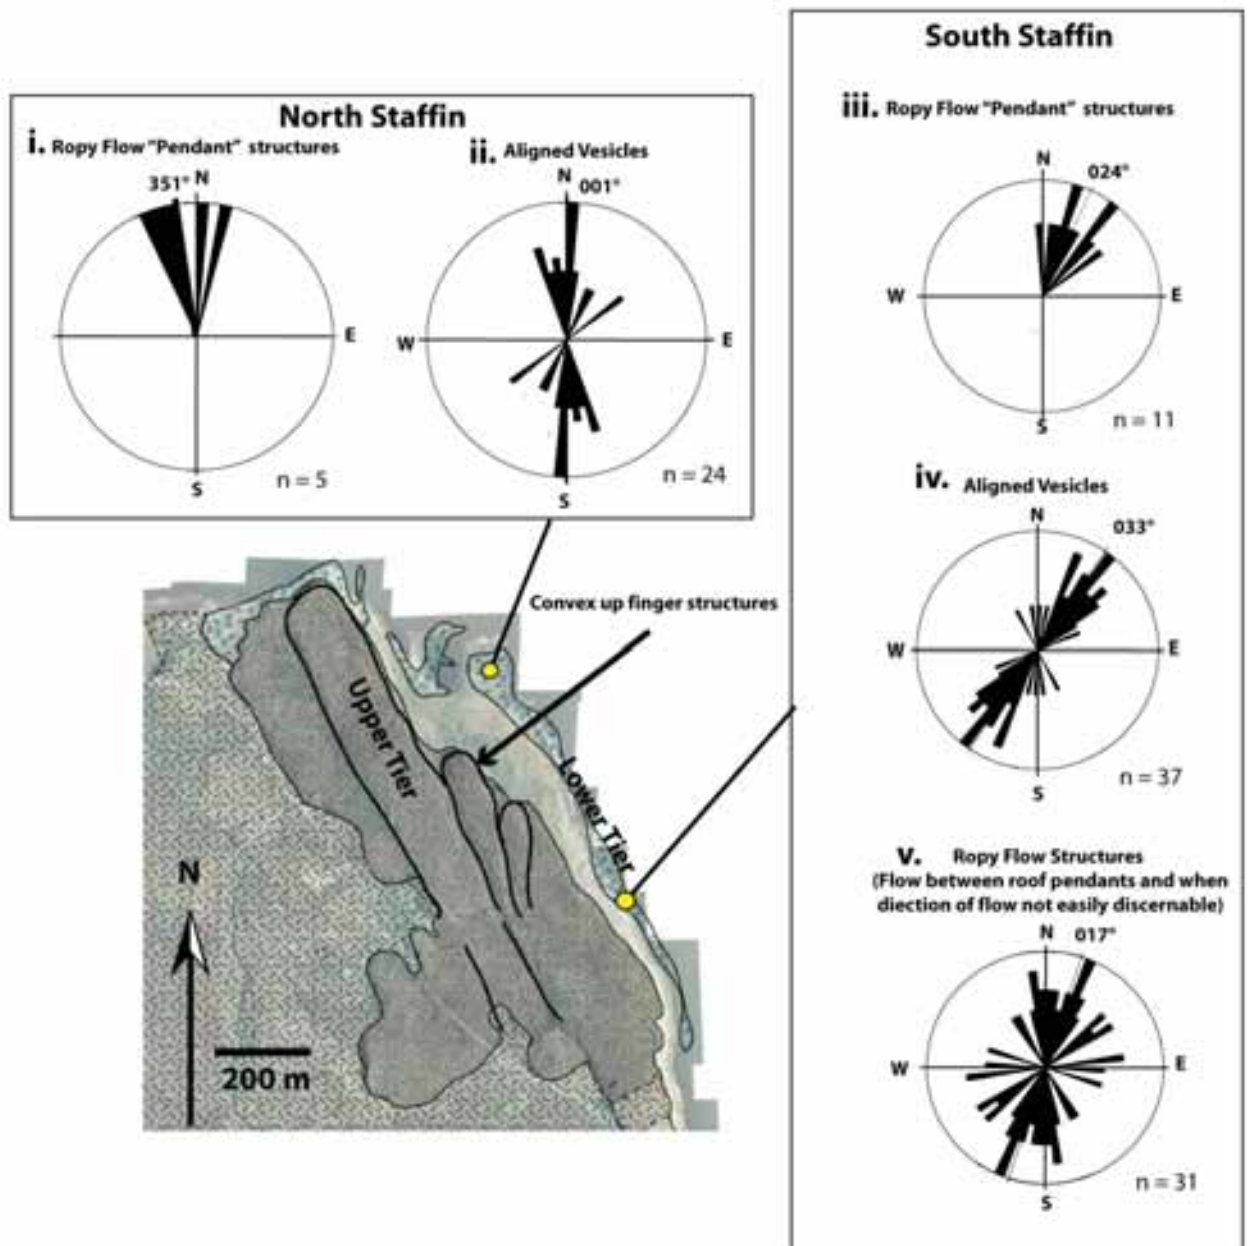 North Staffin
i. Ropy Flow "Pendant" structures
351° N
E
S
n = 5
ii. Aligned Vesicles
N 001°
W
E
S
n = 24
South Staffin
iii. Ropy Flow "Pendant" structures
N
024°
W
E
S
n = 11
iv. Aligned Vesicles
N
033°
W
E
S
n = 37
v. Ropy Flow Structures
(Flow between roof pendants and when
diection of flow not easily discernable)
N 017°
W
E
S
n = 31
Convex up finger structures
Upper Tier
Lower Tier
N
200 m